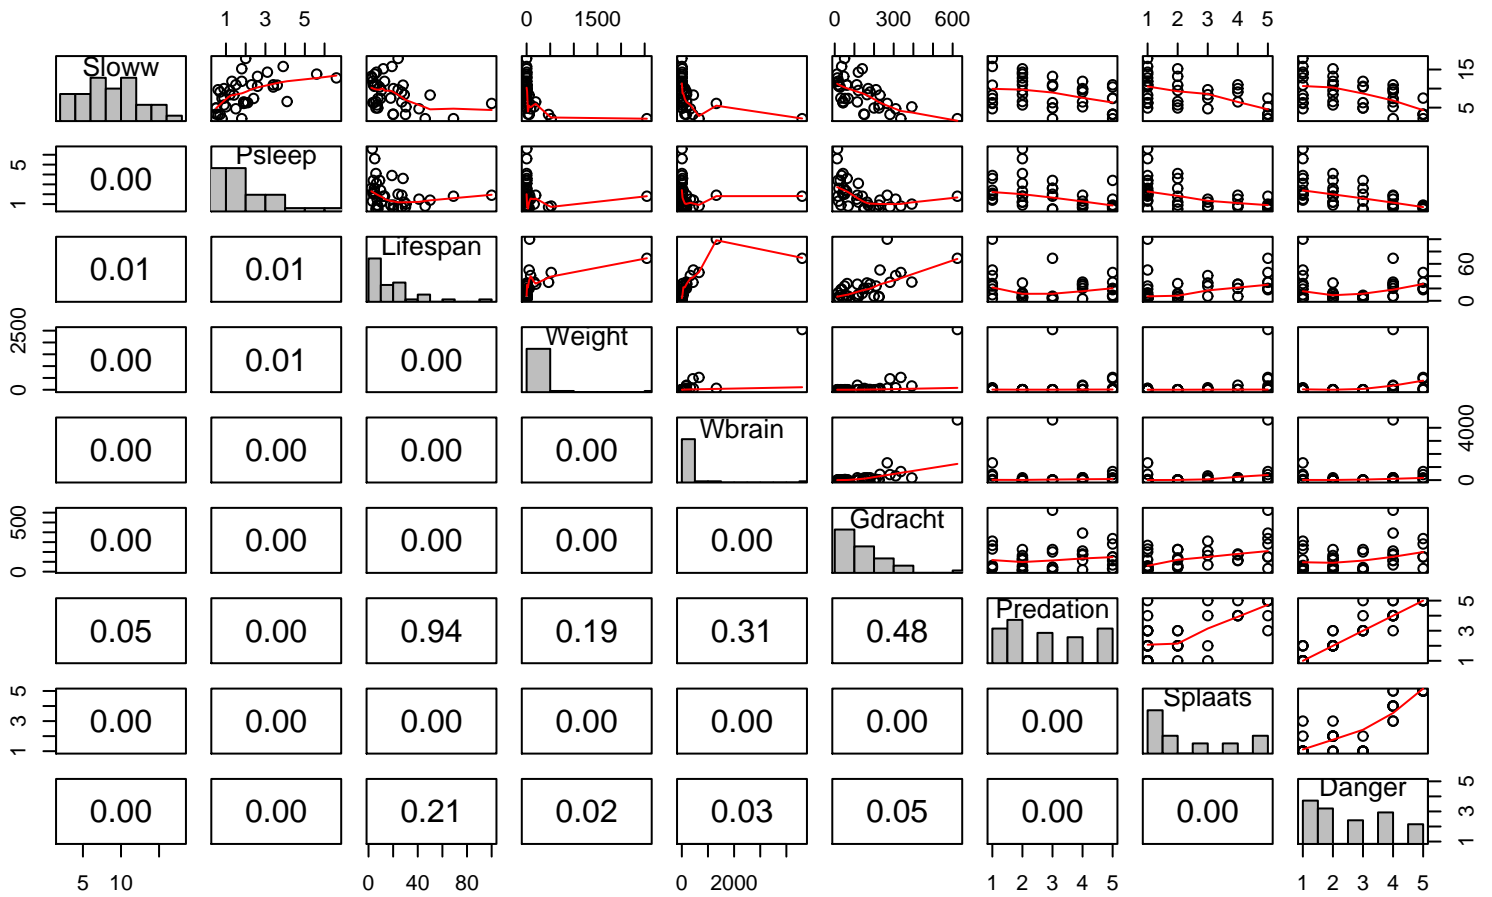 1 3 5 0 1500 0 300 600 1 2 3 4 5
Sloww 5 15
1 5 0.00 Psleep
0.01 0.01 Lifespan 0 60
0 2500 0.00 0.01 0.00 Weight
0.00 0.00 0.00 0.00 Wbrain 0 4000
0 500 0.00 0.00 0.00 0.00 0.00 Gdracht
0.05 0.00 0.94 0.19 0.31 0.48 Predation 1 3 5
1 3 5 0.00 0.00 0.00 0.00 0.00 0.00 0.00 Splaats
0.00 0.00 0.21 0.02 0.03 0.05 0.00 0.00 Danger 1 3 5
5 10 0 40 80 0 2000 1 2 3 4 5 1 2 3 4 5